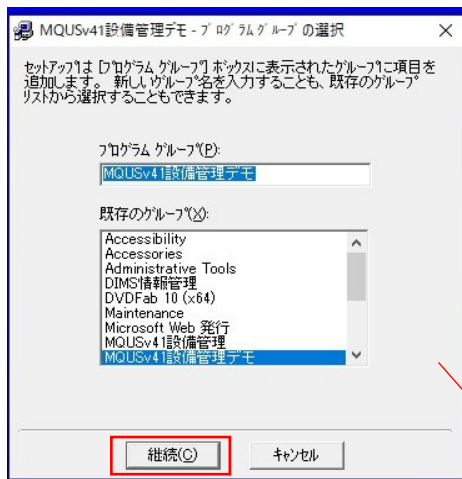 MQUSv41設備管理デモ - プログラム グループの選択
セットアップは [プログラム グループ] ボックスに表示されたグループに項目を
追加します。 新しいグループ名を入力することも、既存のグループ
リストから選択することもできます。
プログラム グループ(P):
MQUSv41設備管理デモ
既存のグループ(X):
Accessibility
Accessories
Administrative Tools
DIMS情報管理
DVDFab 10 (x64)
Maintenance
Microsoft Web 発行
MQUSv41設備管理
MQUSv41設備管理デモ
継続(C)
キャンセル